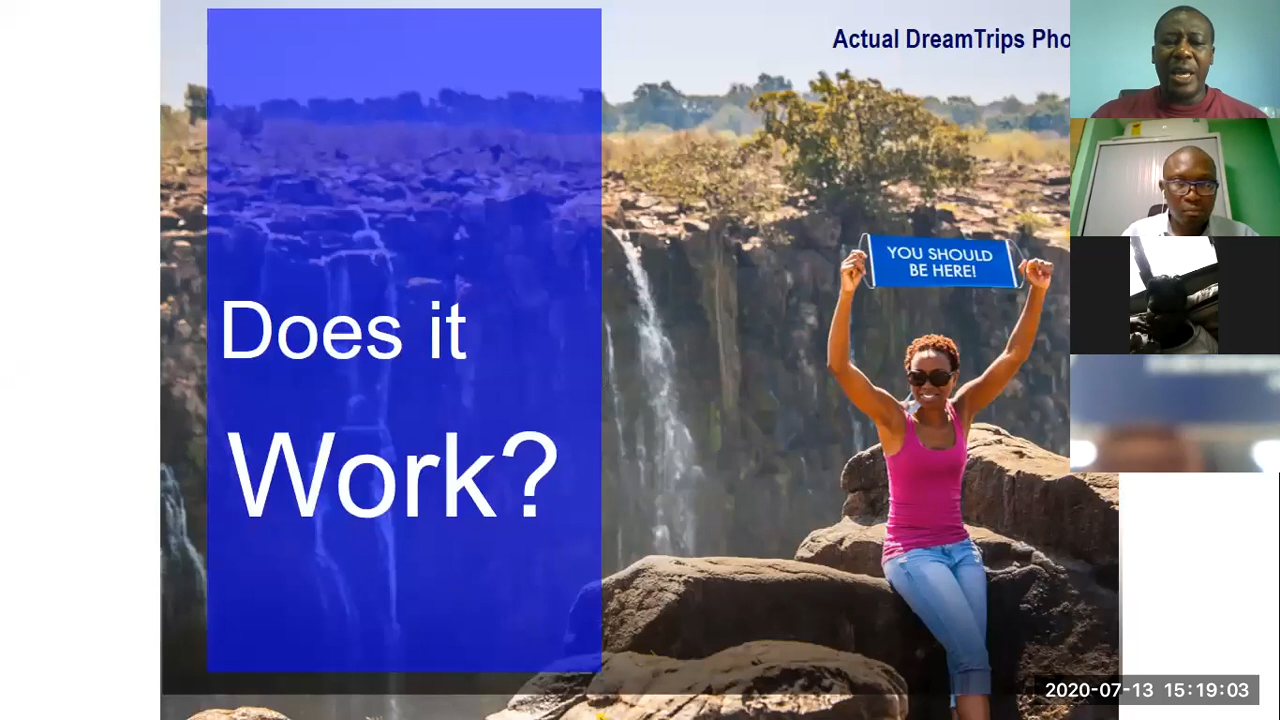 Actual DreamTrips Pho
YOU SHOULD
BE HERE!
Does it
Work?
2020-07-13 15:19:03